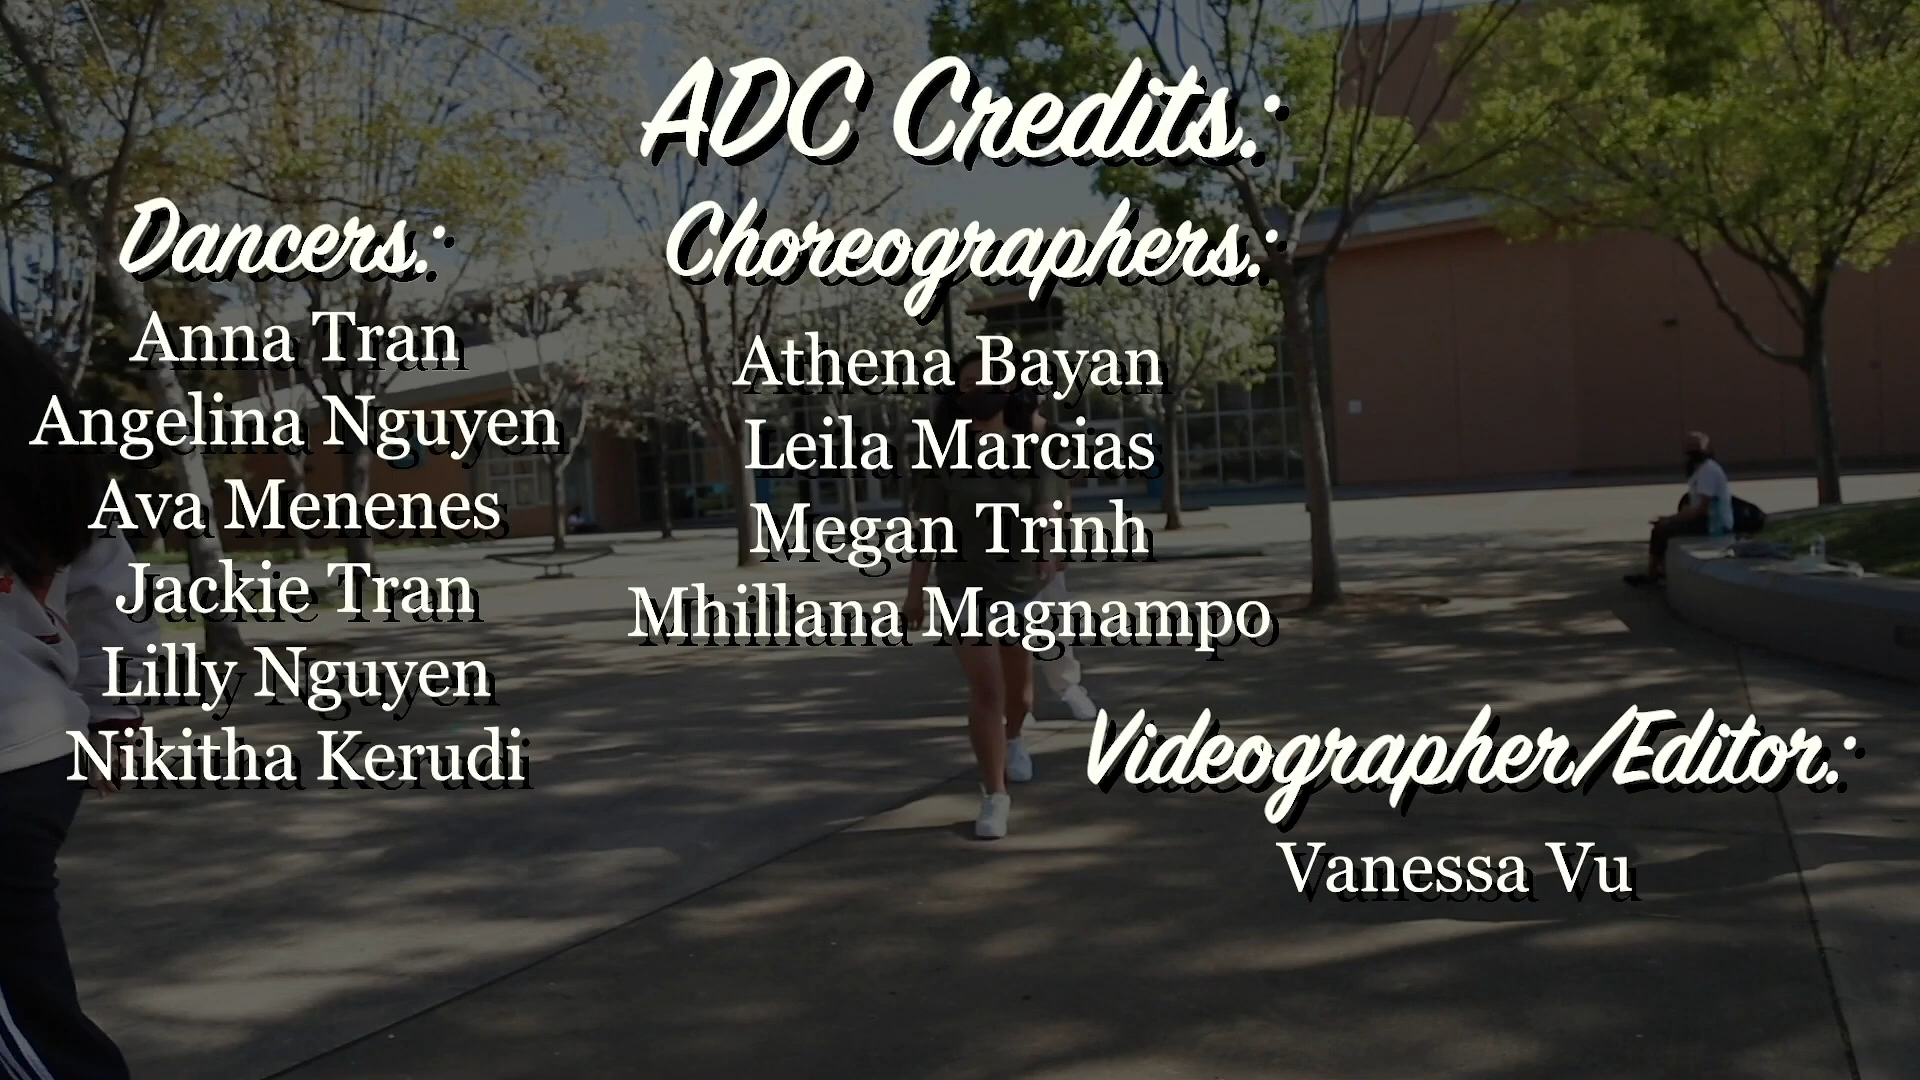 ADC Credits:
Dancers:
Anna Tran
Angelina Nguyen
Ava Menenes
Jackie Tran
Lilly Nguyen
Nikitha Kerudi
Choreographers:
Athena Bayan
Leila Marcias
Megan Trinh
Mhillana Magnampo
Videographer/Editor:
Vanessa Vu